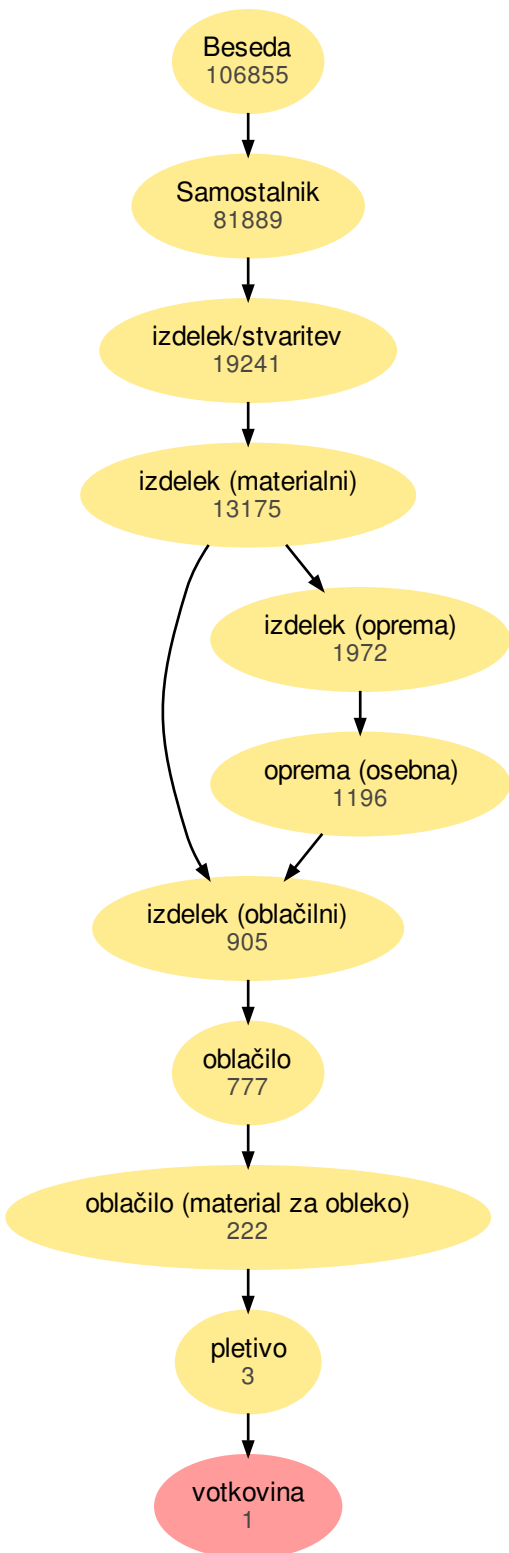 Beseda
106855
Samostalnik
81889
izdelek/stvaritev
19241
izdelek (materialni)
13175
izdelek (oprema)
1972
oprema (osebna)
1196
izdelek (oblačilni)
905
oblačilo
777
oblačilo (material za obleko)
222
pletivo
3
votkovina
1